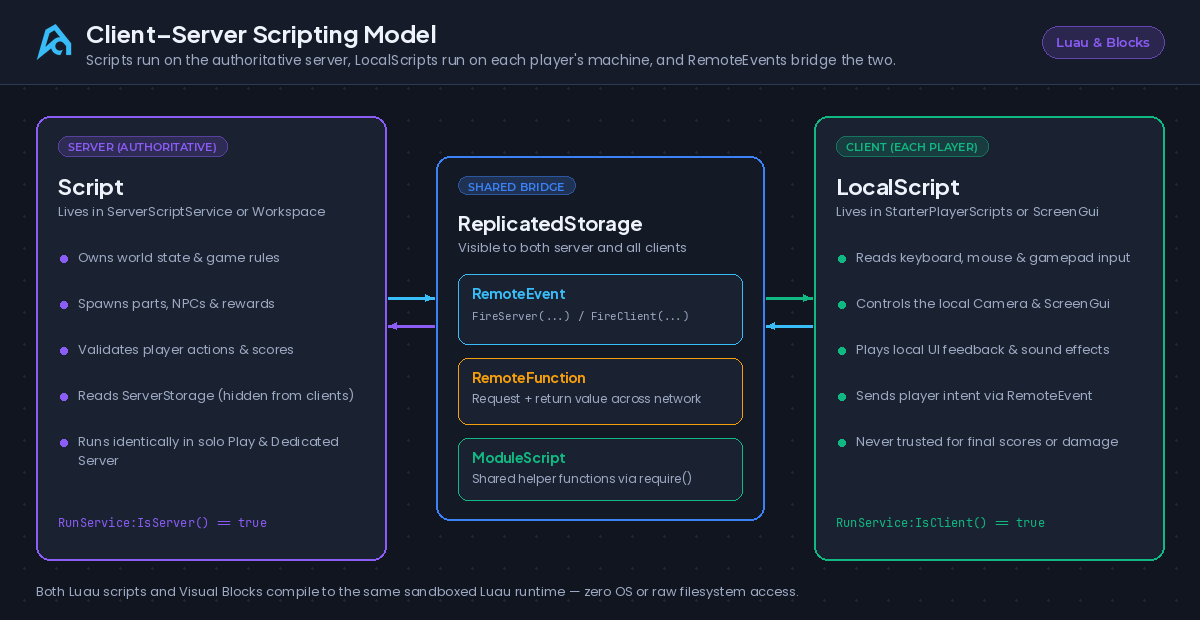 Client–Server Scripting Model
Scripts run on the authoritative server, LocalScripts run on each player's machine, and RemoteEvents bridge the two.
Luau & Blocks
SERVER (AUTHORITATIVE)
Script
Lives in ServerScriptService or Workspace
Owns world state & game rules
Spawns parts, NPCs & rewards
Validates player actions & scores
Reads ServerStorage (hidden from clients)
Runs identically in solo Play & Dedicated
Server
RunService:IsServer() == true
SHARED BRIDGE
ReplicatedStorage
Visible to both server and all clients
RemoteEvent
FireServer(...) / FireClient(...)
RemoteFunction
Request + return value across network
ModuleScript
Shared helper functions via require()
CLIENT (EACH PLAYER)
LocalScript
Lives in StarterPlayerScripts or ScreenGui
Reads keyboard, mouse & gamepad input
Controls the local Camera & ScreenGui
Plays local UI feedback & sound effects
Sends player intent via RemoteEvent
Never trusted for final scores or damage
RunService:IsClient() == true
Both Luau scripts and Visual Blocks compile to the same sandboxed Luau runtime — zero OS or raw filesystem access.